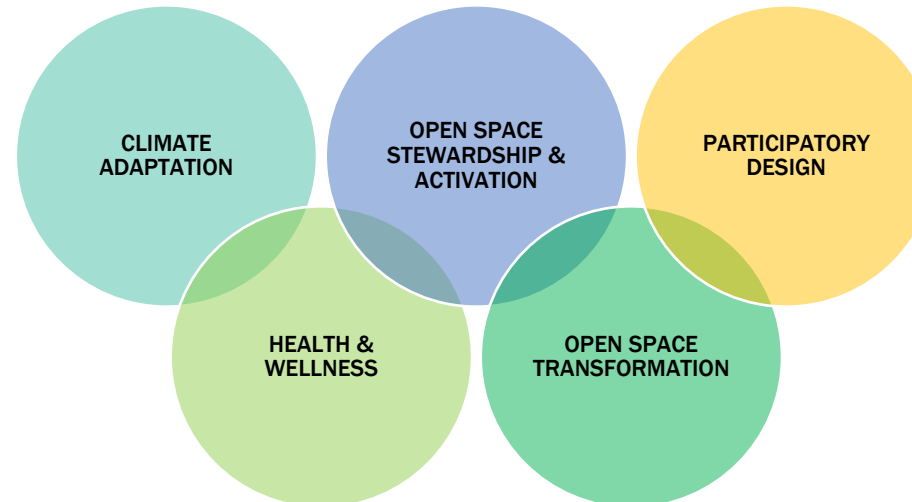 CLIMATE
ADAPTATION
OPEN SPACE
STEWARDSHIP &
ACTIVATION
PARTICIPATORY
DESIGN
HEALTH &
WELLNESS
OPEN SPACE
TRANSFORMATION